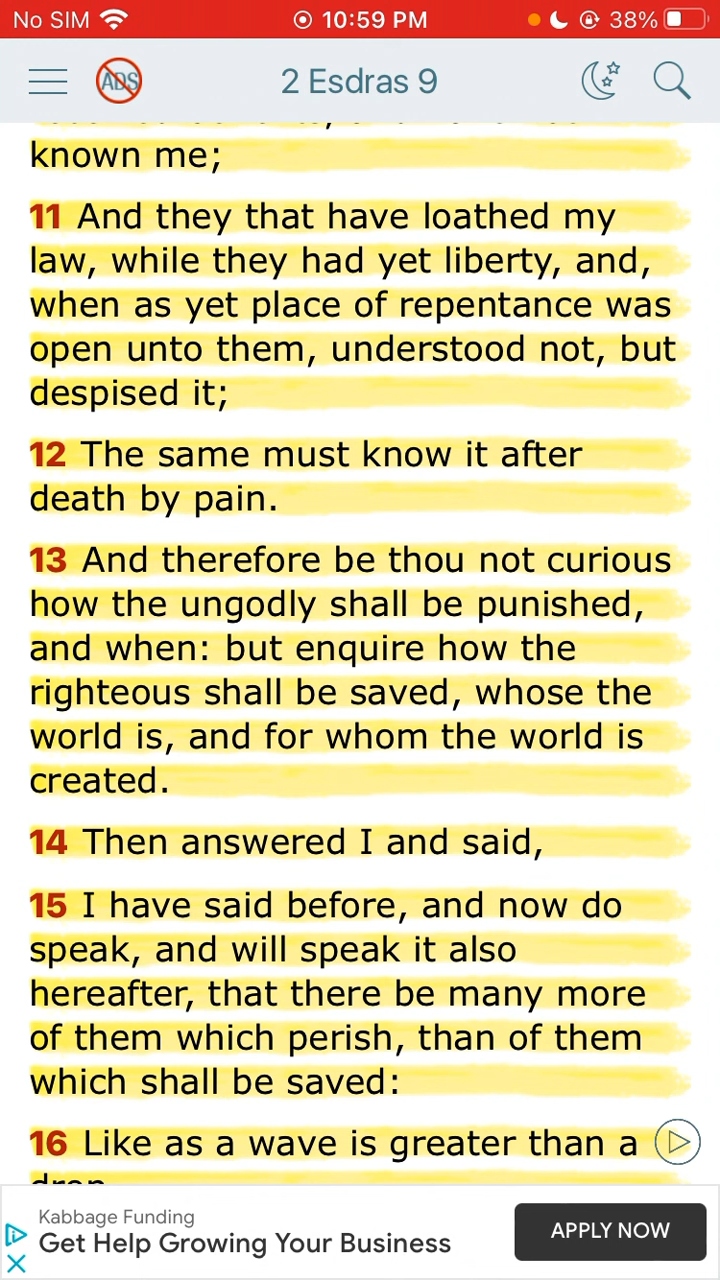 No SIM 10:59 PM 38%
ADS 2 Esdras 9
known me;
11 And they that have loathed my
law, while they had yet liberty, and,
when as yet place of repentance was
open unto them, understood not, but
despised it;
12 The same must know it after
death by pain.
13 And therefore be thou not curious
how the ungodly shall be punished,
and when: but enquire how the
righteous shall be saved, whose the
world is, and for whom the world is
created.
14 Then answered I and said,
15 I have said before, and now do
speak, and will speak it also
hereafter, that there be many more
of them which perish, than of them
which shall be saved:
16 Like as a wave is greater than a
Kabbage Funding
Get Help Growing Your Business
APPLY NOW